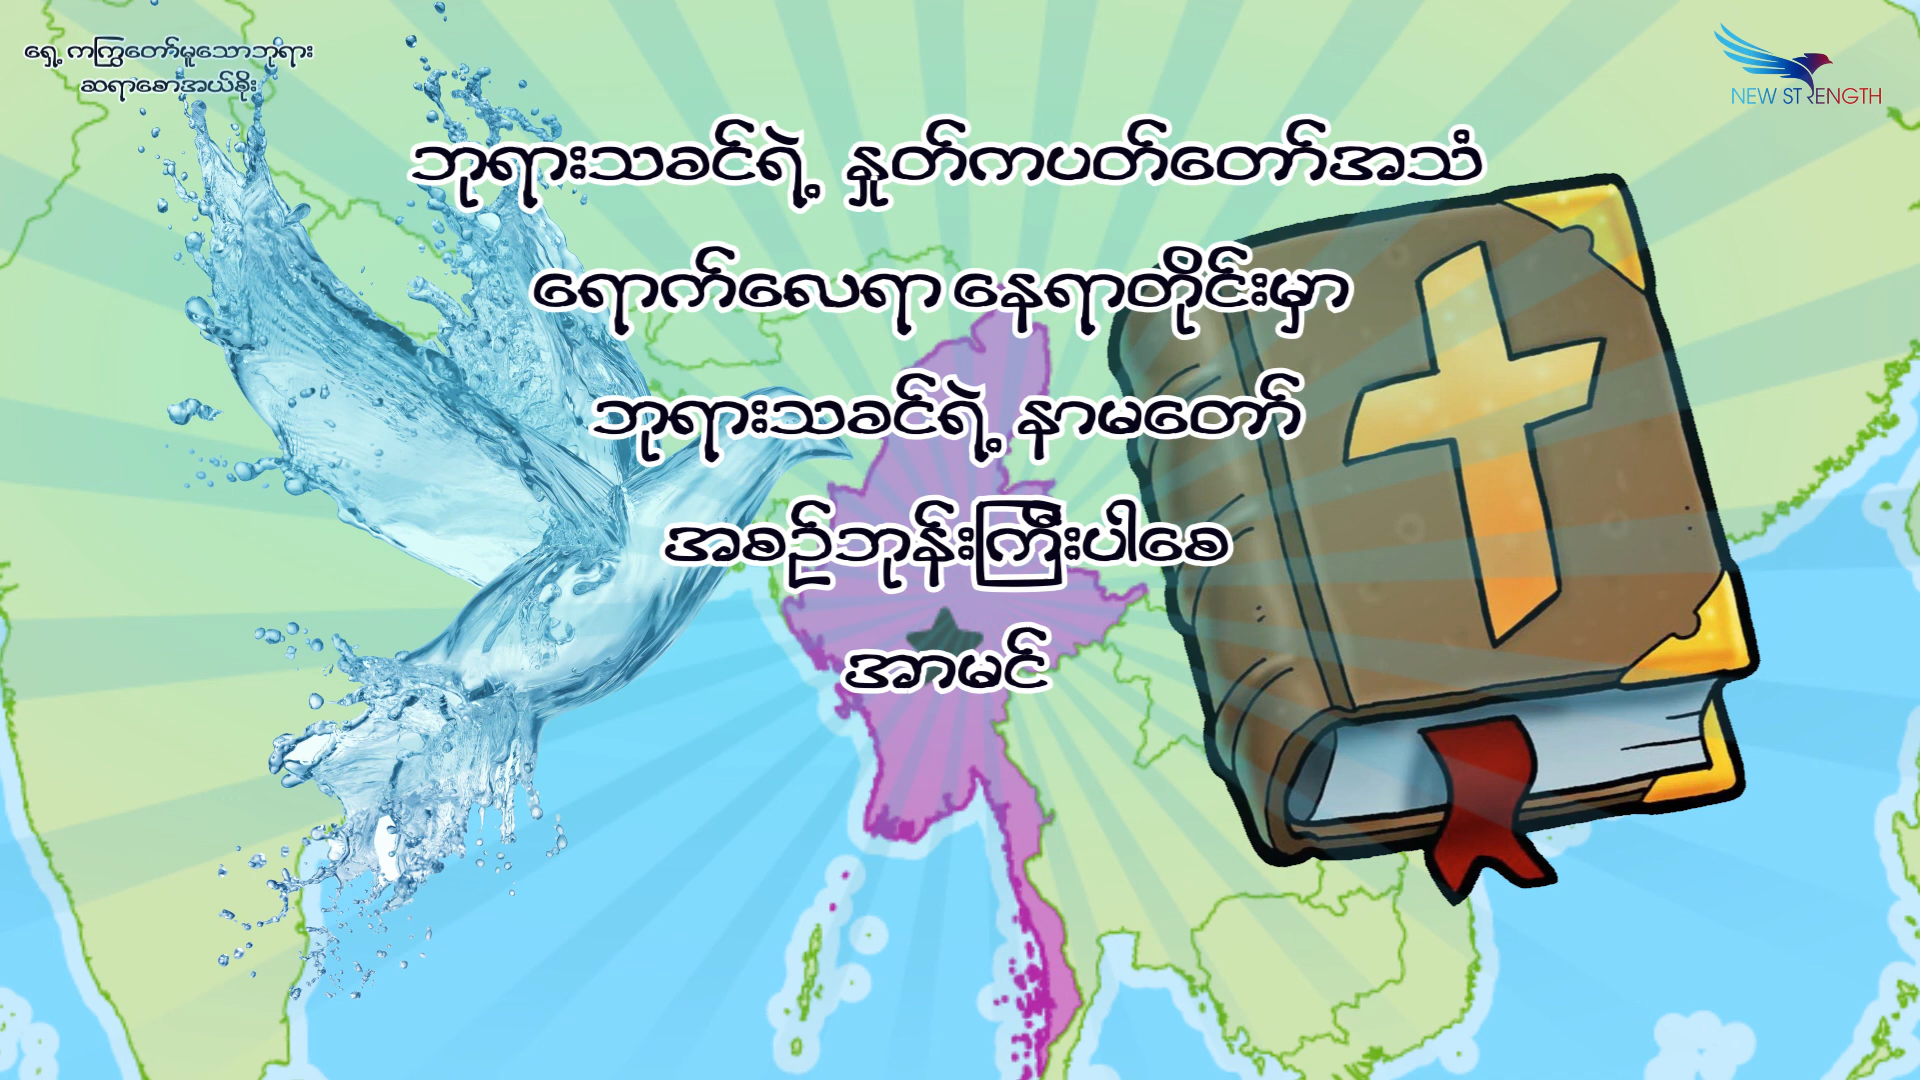 ရှေ့ ကကြွတော်မူသောဘုရား
ဆရာစောအယ်ခိုး
NEW STRENGTH
ဘုရားသခင်ရဲ့ နှုတ်ကပတ်တော်အသံ
ရောက်လေရာ နေရာတိုင်းမှာ
ဘုရားသခင်ရဲ့ နာမတော်
အစဉ်ဘုန်းကြီးပါစေ
အာမင်